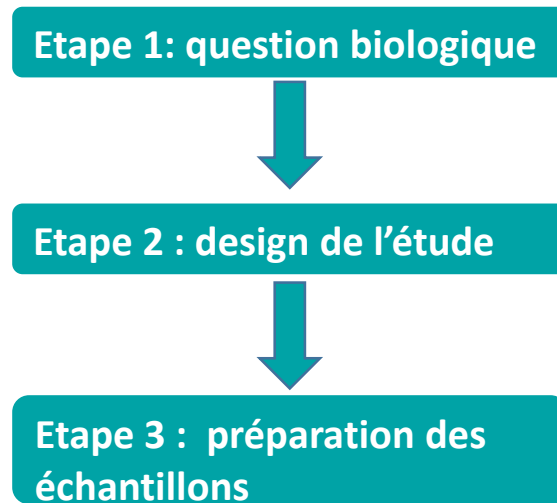 Etape 1: question biologique
Etape 2 : design de l’étude
Etape 3 :  préparation des
échantillons